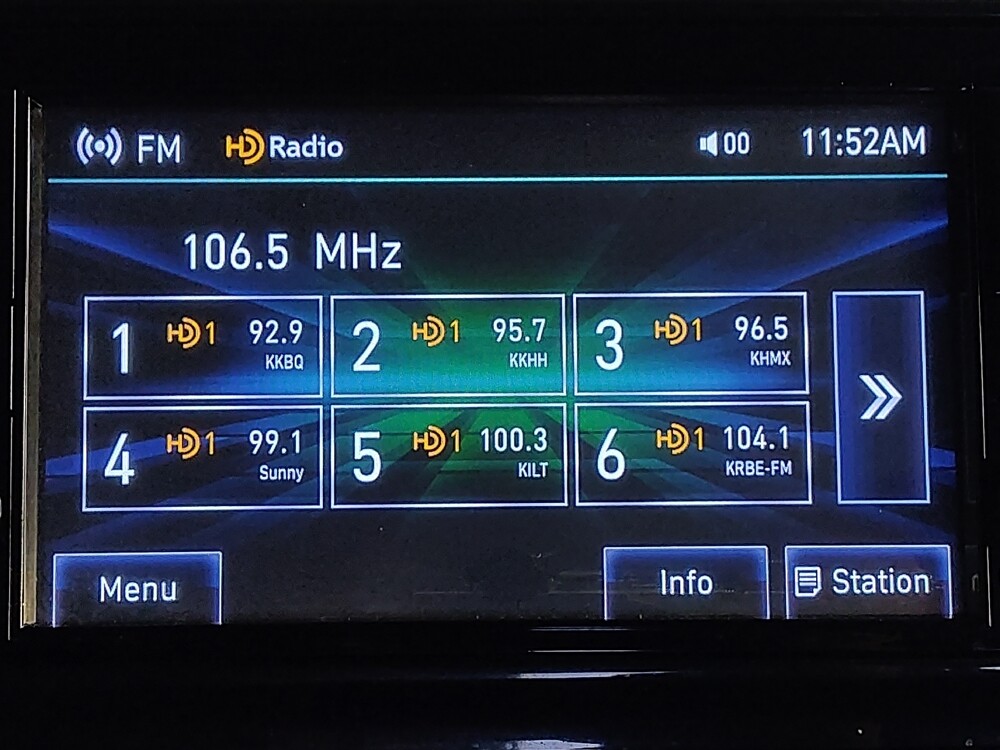 FM HD Radio 00 11:52AM
106.5 MHz
1 HD1 92.9 KKBQ
2 HD1 95.7 KKHH
3 HD1 96.5 KHMX
4 HD1 99.1 Sunny
5 HD1 100.3 KILT
6 HD1 104.1 KRBE-FM
Menu Info Station